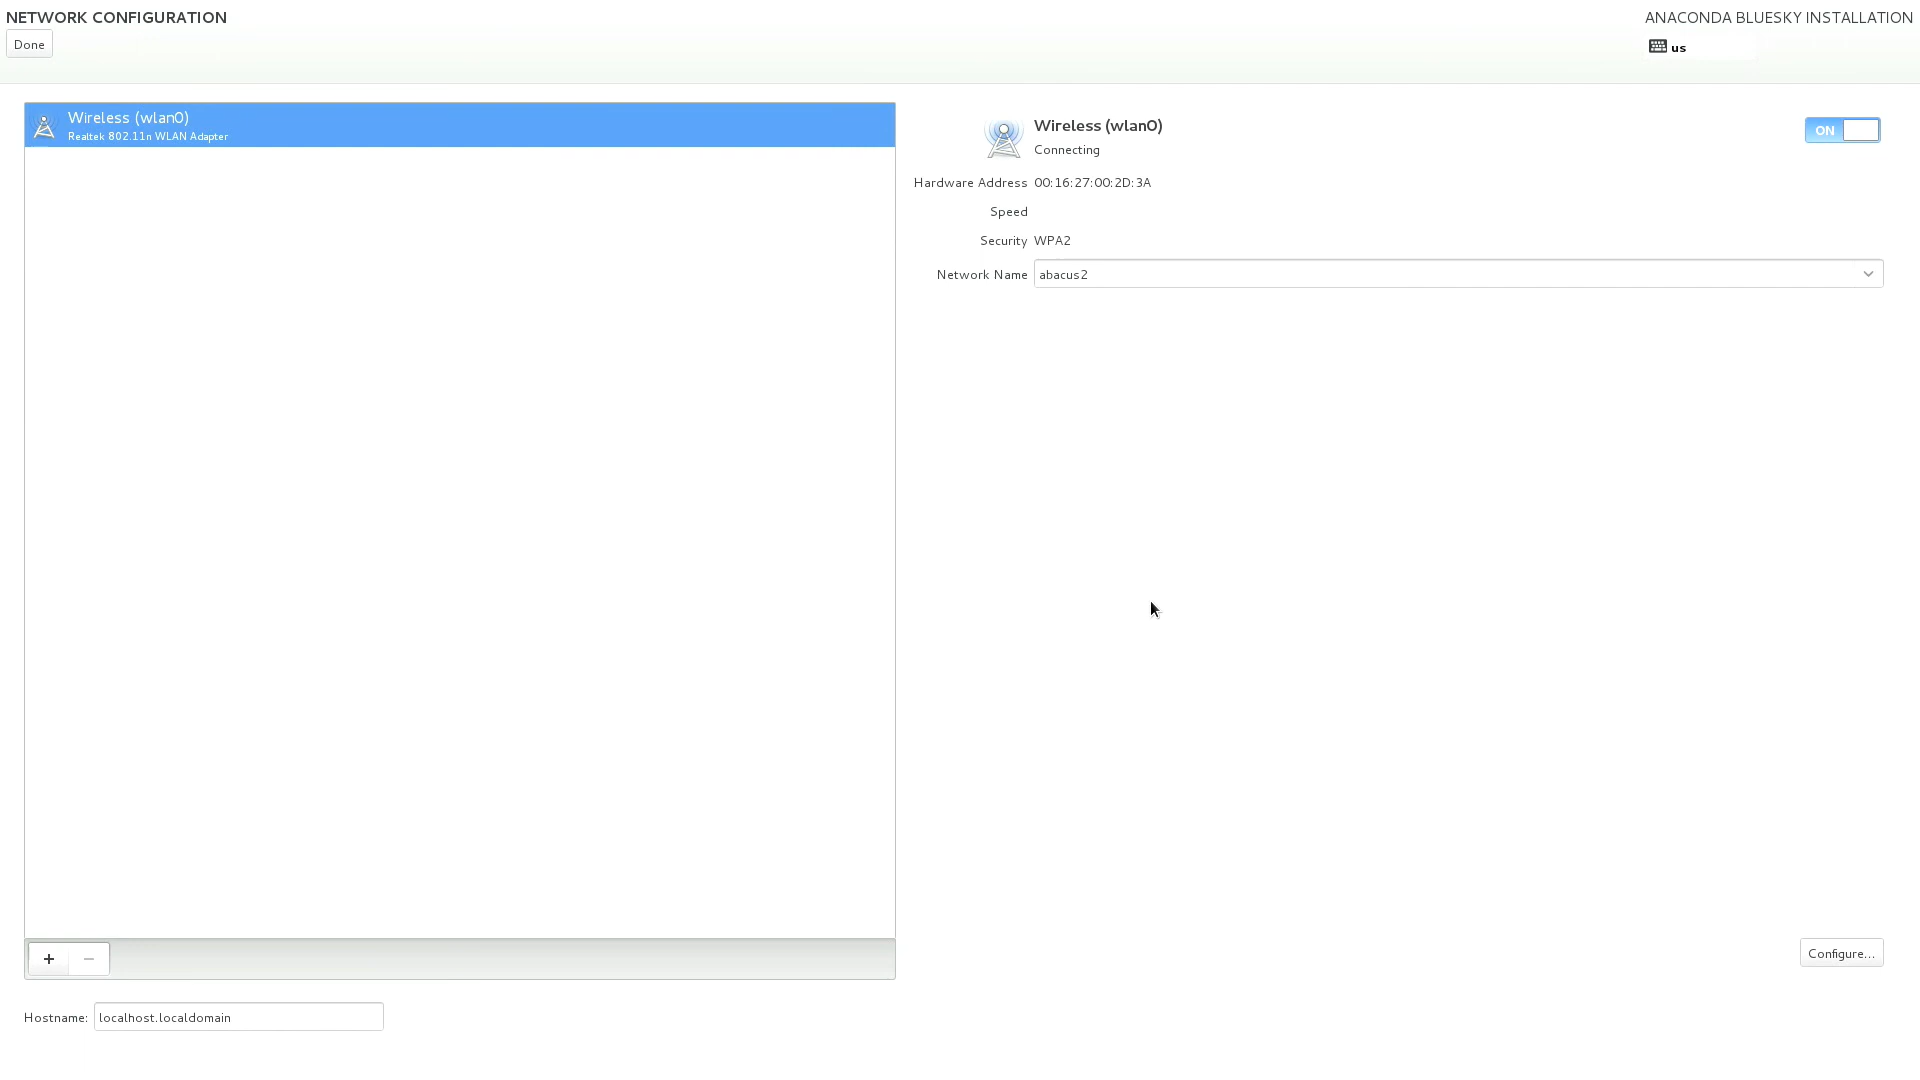 NETWORK CONFIGURATION
ANACONDA BLUESKY INSTALLATION
Done
us
Wireless (wlan0)
Realtek 802.11n WLAN Adapter
Wireless (wlan0)
Connecting
ON
Hardware Address 00:16:27:00:2D:3A
Speed
Security WPA2
Network Name abacus2
+ −
Configure...
Hostname: localhost.localdomain